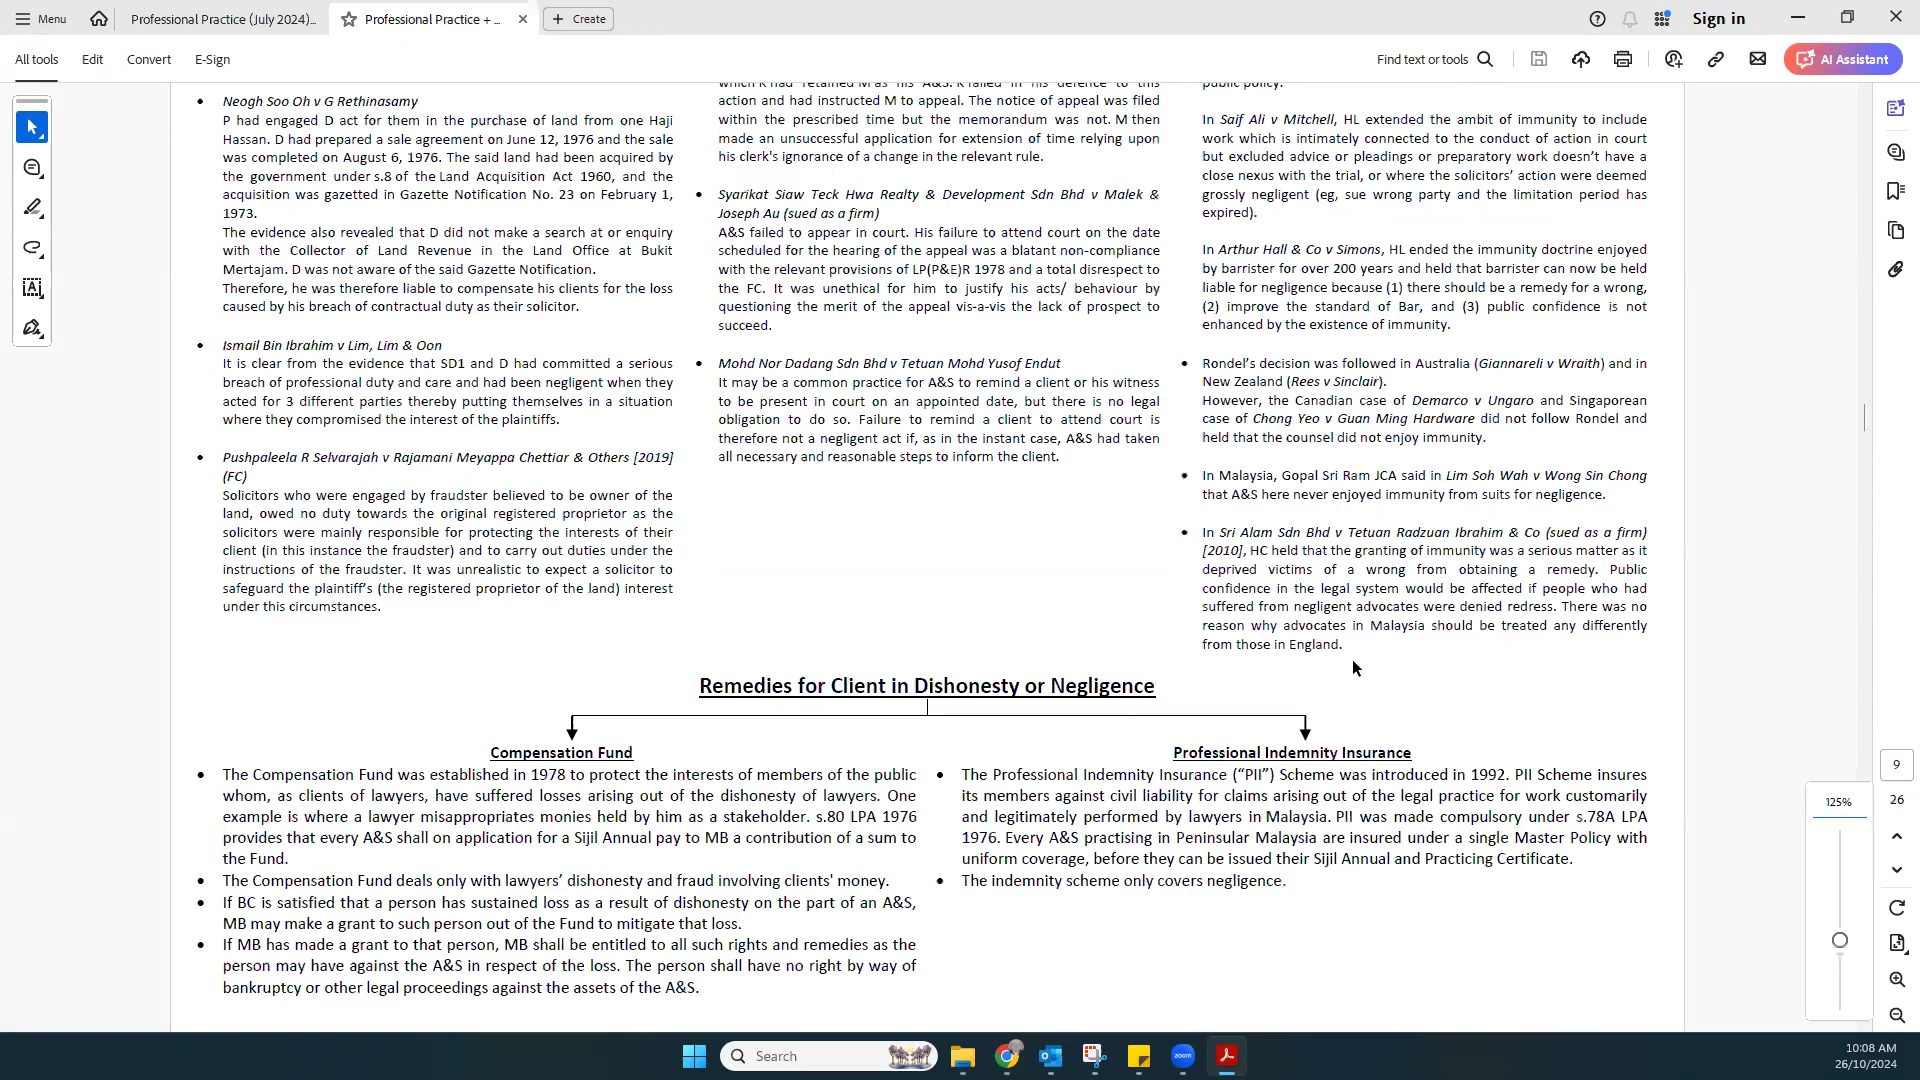 Menu
Professional Practice (July 2024)...
Professional Practice + ...
Create
Sign in
All tools
Edit
Convert
E-Sign
Find text or tools
AI Assistant
• Neogh Soo Oh v G Rethinasamy
P had engaged D act for them in the purchase of land from one Haji
Hassan. D had prepared a sale agreement on June 12, 1976 and the sale
was completed on August 6, 1976. The said land had been acquired by
the government under s.8 of the Land Acquisition Act 1960, and the
acquisition was gazetted in Gazette Notification No. 23 on February 1,
1973.
The evidence also revealed that D did not make a search at or enquiry
with the Collector of Land Revenue in the Land Office at Bukit
Mertajam. D was not aware of the said Gazette Notification.
Therefore, he was therefore liable to compensate his clients for the loss
caused by his breach of contractual duty as their solicitor.
• Ismail Bin Ibrahim v Lim, Lim & Oon
It is clear from the evidence that SD1 and D had committed a serious
breach of professional duty and care and had been negligent when they
acted for 3 different parties thereby putting themselves in a situation
where they compromised the interest of the plaintiffs.
• Pushpaleela R Selvarajah v Rajamani Meyappa Chettiar & Others [2019]
(FC)
Solicitors who were engaged by fraudster believed to be owner of the
land, owed no duty towards the original registered proprietor as the
solicitors were mainly responsible for protecting the interests of their
client (in this instance the fraudster) and to carry out duties under the
instructions of the fraudster. It was unrealistic to expect a solicitor to
safeguard the plaintiff's (the registered proprietor of the land) interest
under this circumstances.
which K had retained M as his A&S. K failed in his defence to this
action and had instructed M to appeal. The notice of appeal was filed
within the prescribed time but the memorandum was not. M then
made an unsuccessful application for extension of time relying upon
his clerk's ignorance of a change in the relevant rule.
• Syarikat Siaw Teck Hwa Realty & Development Sdn Bhd v Malek &
Joseph Au (sued as a firm)
A&S failed to appear in court. His failure to attend court on the date
scheduled for the hearing of the appeal was a blatant non-compliance
with the relevant provisions of LP(P&E)R 1978 and a total disrespect to
the FC. It was unethical for him to justify his acts/ behaviour by
questioning the merit of the appeal vis-a-vis the lack of prospect to
succeed.
• Mohd Nor Dadang Sdn Bhd v Tetuan Mohd Yusof Endut
It may be a common practice for A&S to remind a client or his witness
to be present in court on an appointed date, but there is no legal
obligation to do so. Failure to remind a client to attend court is
therefore not a negligent act if, as in the instant case, A&S had taken
all necessary and reasonable steps to inform the client.
public policy.
In Saif Ali v Mitchell, HL extended the ambit of immunity to include
work which is intimately connected to the conduct of action in court
but excluded advice or pleadings or preparatory work doesn't have a
close nexus with the trial, or where the solicitors' action were deemed
grossly negligent (eg, sue wrong party and the limitation period has
expired).
In Arthur Hall & Co v Simons, HL ended the immunity doctrine enjoyed
by barrister for over 200 years and held that barrister can now be held
liable for negligence because (1) there should be a remedy for a wrong,
(2) improve the standard of Bar, and (3) public confidence is not
enhanced by the existence of immunity.
• Rondel's decision was followed in Australia (Giannareli v Wraith) and in
New Zealand (Rees v Sinclair).
However, the Canadian case of Demarco v Ungaro and Singaporean
case of Chong Yeo v Guan Ming Hardware did not follow Rondel and
held that the counsel did not enjoy immunity.
• In Malaysia, Gopal Sri Ram JCA said in Lim Soh Wah v Wong Sin Chong
that A&S here never enjoyed immunity from suits for negligence.
• In Sri Alam Sdn Bhd v Tetuan Radzuan Ibrahim & Co (sued as a firm)
[2010], HC held that the granting of immunity was a serious matter as it
deprived victims of a wrong from obtaining a remedy. Public
confidence in the legal system would be affected if people who had
suffered from negligent advocates were denied redress. There was no
reason why advocates in Malaysia should be treated any differently
from those in England.
Remedies for Client in Dishonesty or Negligence
Compensation Fund
• The Compensation Fund was established in 1978 to protect the interests of members of the public
whom, as clients of lawyers, have suffered losses arising out of the dishonesty of lawyers. One
example is where a lawyer misappropriates monies held by him as a stakeholder. s.80 LPA 1976
provides that every A&S shall on application for a Sijil Annual pay to MB a contribution of a sum to
the Fund.
• The Compensation Fund deals only with lawyers' dishonesty and fraud involving clients' money.
• If BC is satisfied that a person has sustained loss as a result of dishonesty on the part of an A&S,
MB may make a grant to such person out of the Fund to mitigate that loss.
• If MB has made a grant to that person, MB shall be entitled to all such rights and remedies as the
person may have against the A&S in respect of the loss. The person shall have no right by way of
bankruptcy or other legal proceedings against the assets of the A&S.
Professional Indemnity Insurance
• The Professional Indemnity Insurance ("PII") Scheme was introduced in 1992. PII Scheme insures
its members against civil liability for claims arising out of the legal practice for work customarily
and legitimately performed by lawyers in Malaysia. PII was made compulsory under s.78A LPA
1976. Every A&S practising in Peninsular Malaysia are insured under a single Master Policy with
uniform coverage, before they can be issued their Sijil Annual and Practicing Certificate.
• The indemnity scheme only covers negligence.
9
26
125%
Search
zoom
10:08 AM
26/10/2024